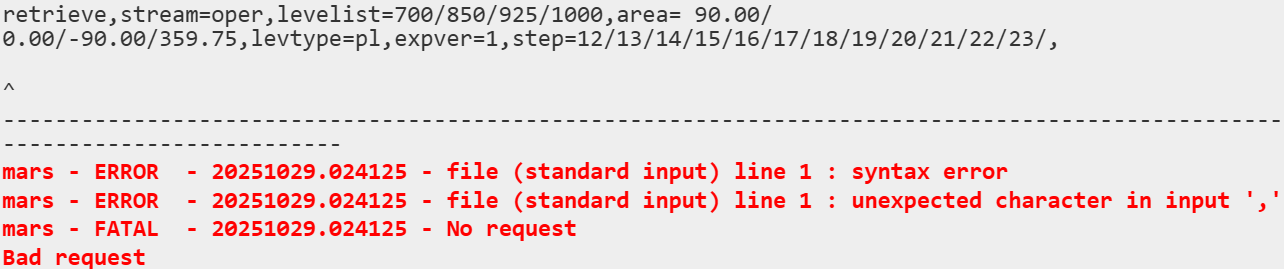 retrieve,stream=oper,levelist=700/850/925/1000,area= 90.00/
0.00/-90.00/359.75,levtype=pl,expver=1,step=12/13/14/15/16/17/18/19/20/21/22/23/,
^
--------------------------------------------------------------------------------------------------
--------------------------
mars - ERROR  - 20251029.024125 - file (standard input) line 1 : syntax error
mars - ERROR  - 20251029.024125 - file (standard input) line 1 : unexpected character in input ','
mars - FATAL  - 20251029.024125 - No request
Bad request